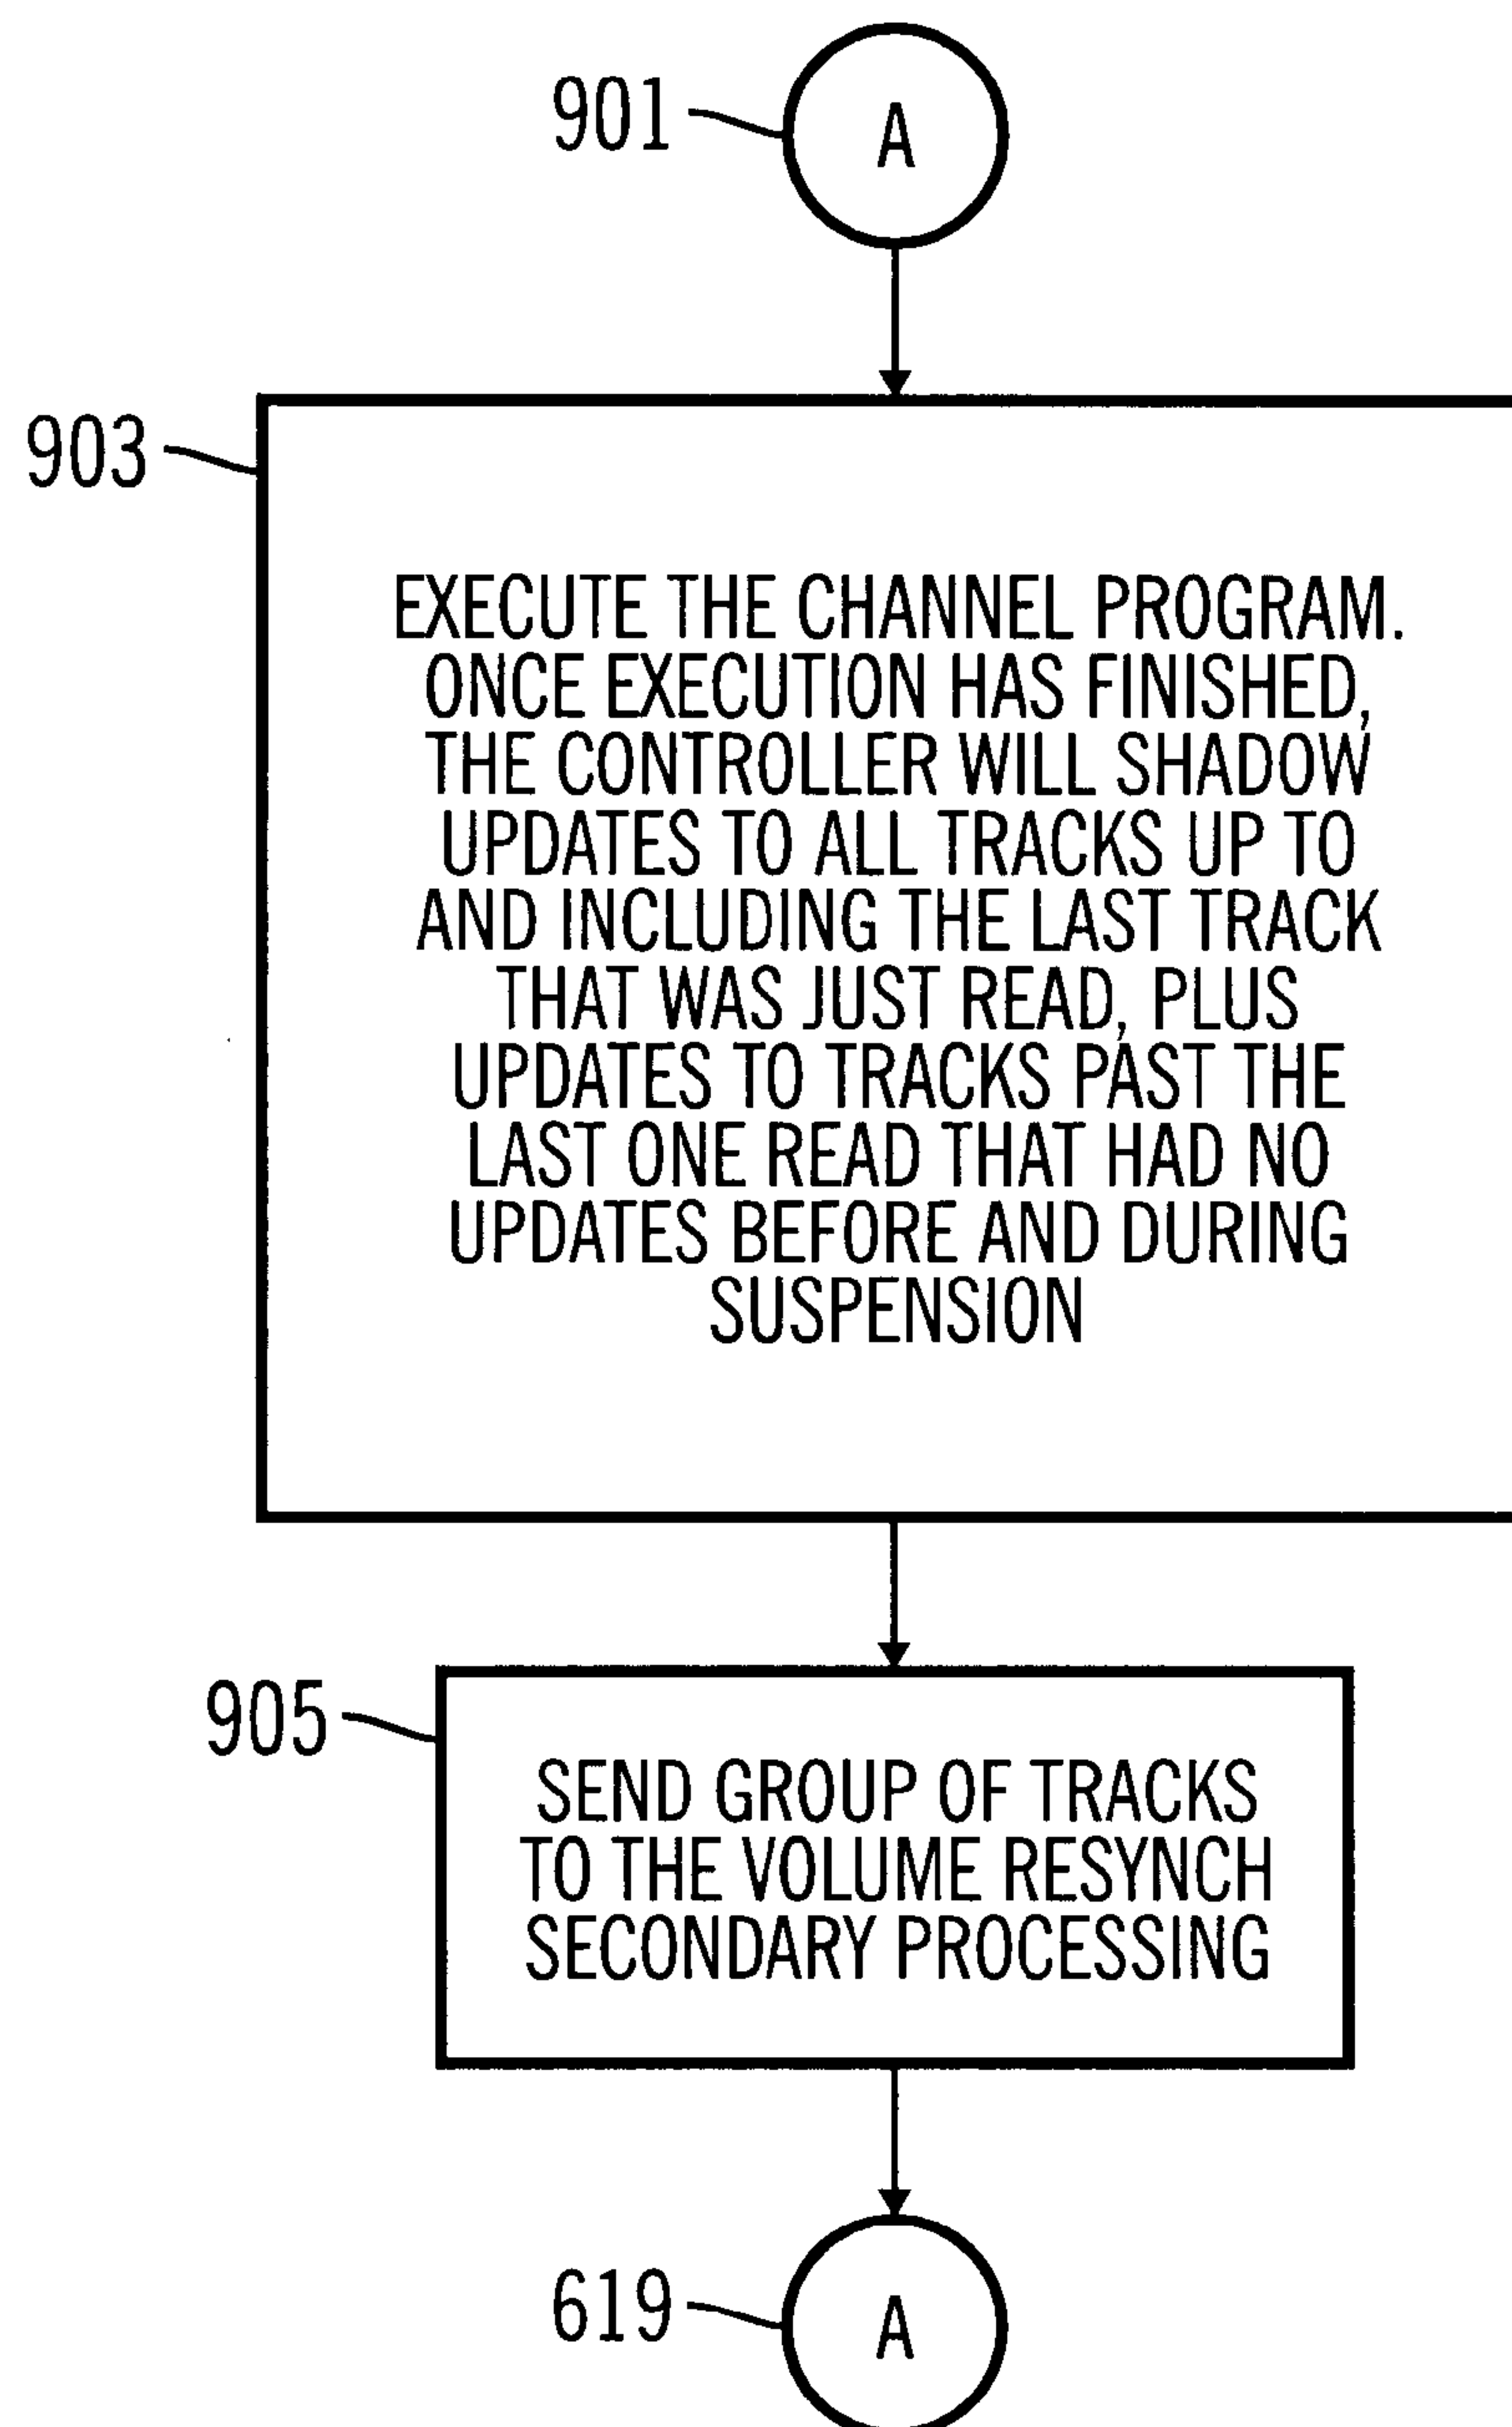 901
A
903
EXECUTE THE CHANNEL PROGRAM.
ONCE EXECUTION HAS FINISHED,
THE CONTROLLER WILL SHADOW
UPDATES TO ALL TRACKS UP TO
AND INCLUDING THE LAST TRACK
THAT WAS JUST READ, PLUS
UPDATES TO TRACKS PAST THE
LAST ONE READ THAT HAD NO
UPDATES BEFORE AND DURING
SUSPENSION
905
SEND GROUP OF TRACKS
TO THE VOLUME RESYNCH
SECONDARY PROCESSING
619
A